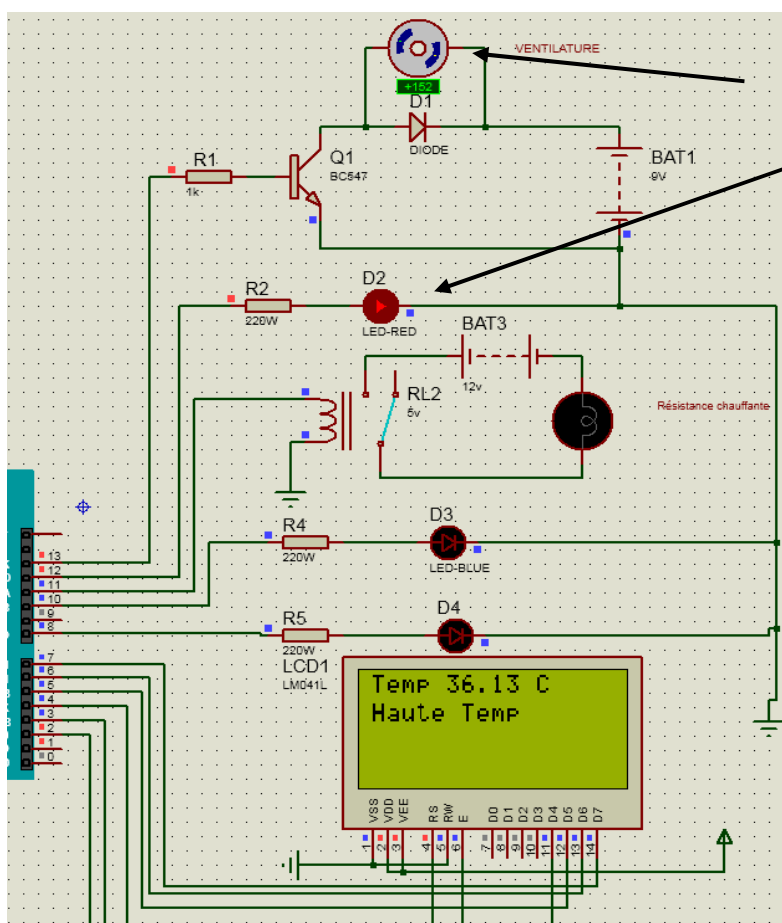 VENTILATURE
+152
D1
DIODE
R1
1k
Q1
BC547
BAT1
9V
R2
220W
D2
LED-RED
BAT3
12v
RL2
5v
Résistance chauffante
R4
220W
D3
LED-BLUE
R5
220W
D4
13
12
11
10
9
8
7
6
5
4
3
2
1
0
LCD1
LM041L
Temp 36.13 C
Haute Temp
VSS
VDD
VEE
RS
RW
E
D0
D1
D2
D3
D4
D5
D6
D7
1
2
3
4
5
6
7
8
9
10
11
12
13
14